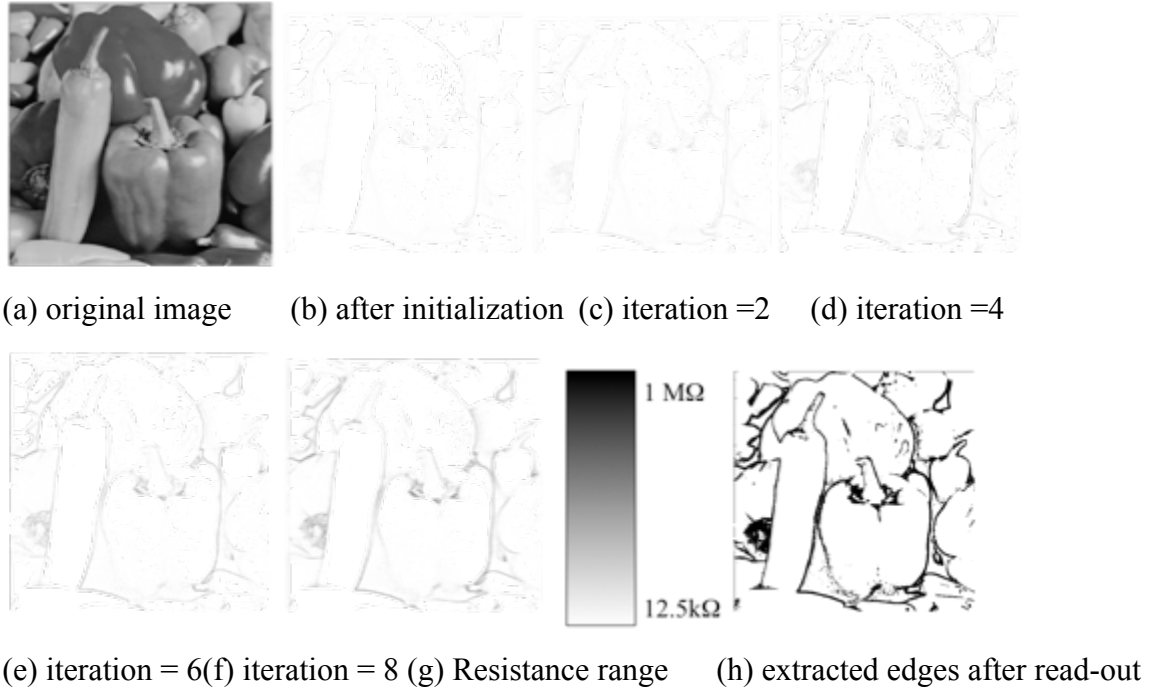 (a) original image (b) after initialization (c) iteration =2 (d) iteration =4
1 MΩ
12.5kΩ
(e) iteration = 6(f) iteration = 8 (g) Resistance range (h) extracted edges after read-out